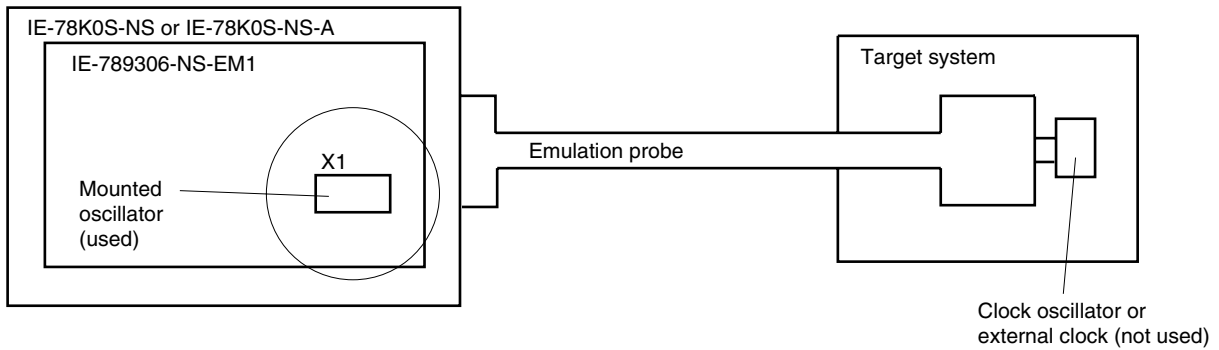 IE-78K0S-NS or IE-78K0S-NS-A
IE-789306-NS-EM1
X1
Mounted
oscillator
(used)
Emulation probe
Target system
Clock oscillator or
external clock (not used)